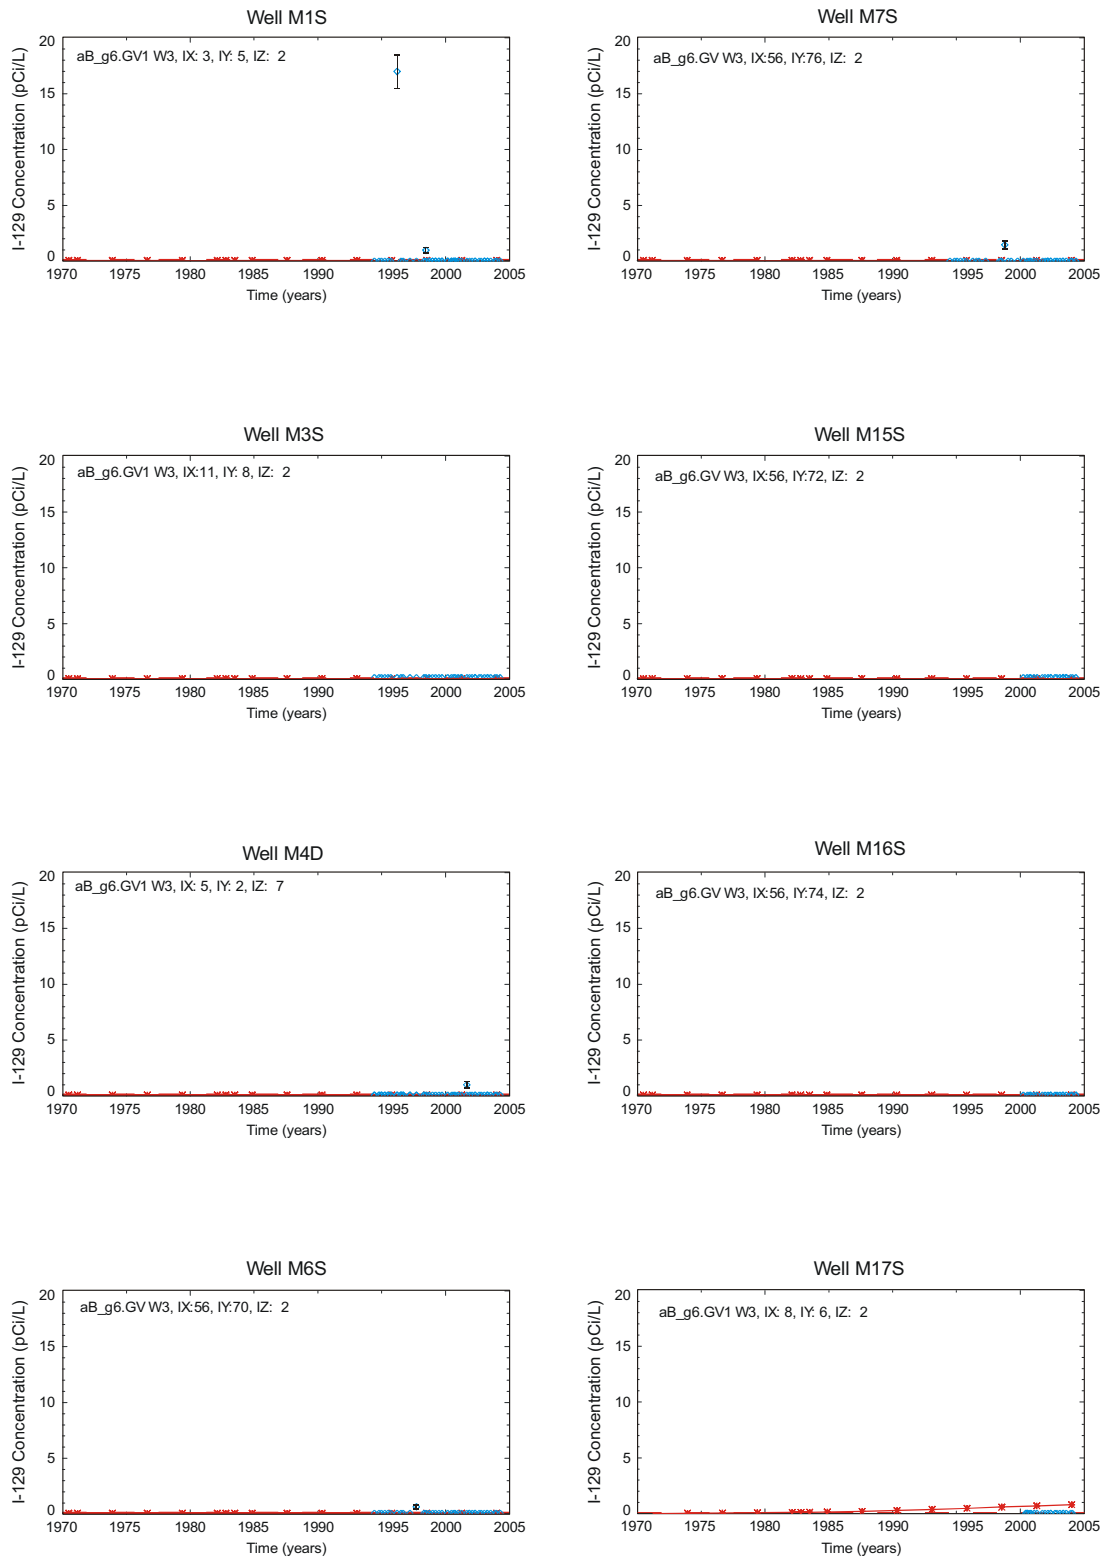 Well M1S
I-129 Concentration (pCi/L)
aB_g6.GV1 W3, IX: 3, IY: 5, IZ: 2
20
15
10
5
0
1970 1975 1980 1985 1990 1995 2000 2005
Time (years)
Well M7S
I-129 Concentration (pCi/L)
aB_g6.GV W3, IX:56, IY:76, IZ: 2
20
15
10
5
0
1970 1975 1980 1985 1990 1995 2000 2005
Time (years)
Well M3S
I-129 Concentration (pCi/L)
aB_g6.GV1 W3, IX:11, IY: 8, IZ: 2
20
15
10
5
0
1970 1975 1980 1985 1990 1995 2000 2005
Time (years)
Well M15S
I-129 Concentration (pCi/L)
aB_g6.GV W3, IX:56, IY:72, IZ: 2
20
15
10
5
0
1970 1975 1980 1985 1990 1995 2000 2005
Time (years)
Well M4D
I-129 Concentration (pCi/L)
aB_g6.GV1 W3, IX: 5, IY: 2, IZ: 7
20
15
10
5
0
1970 1975 1980 1985 1990 1995 2000 2005
Time (years)
Well M16S
I-129 Concentration (pCi/L)
aB_g6.GV W3, IX:56, IY:74, IZ: 2
20
15
10
5
0
1970 1975 1980 1985 1990 1995 2000 2005
Time (years)
Well M6S
I-129 Concentration (pCi/L)
aB_g6.GV W3, IX:56, IY:70, IZ: 2
20
15
10
5
0
1970 1975 1980 1985 1990 1995 2000 2005
Time (years)
Well M17S
I-129 Concentration (pCi/L)
aB_g6.GV1 W3, IX: 8, IY: 6, IZ: 2
20
15
10
5
0
1970 1975 1980 1985 1990 1995 2000 2005
Time (years)